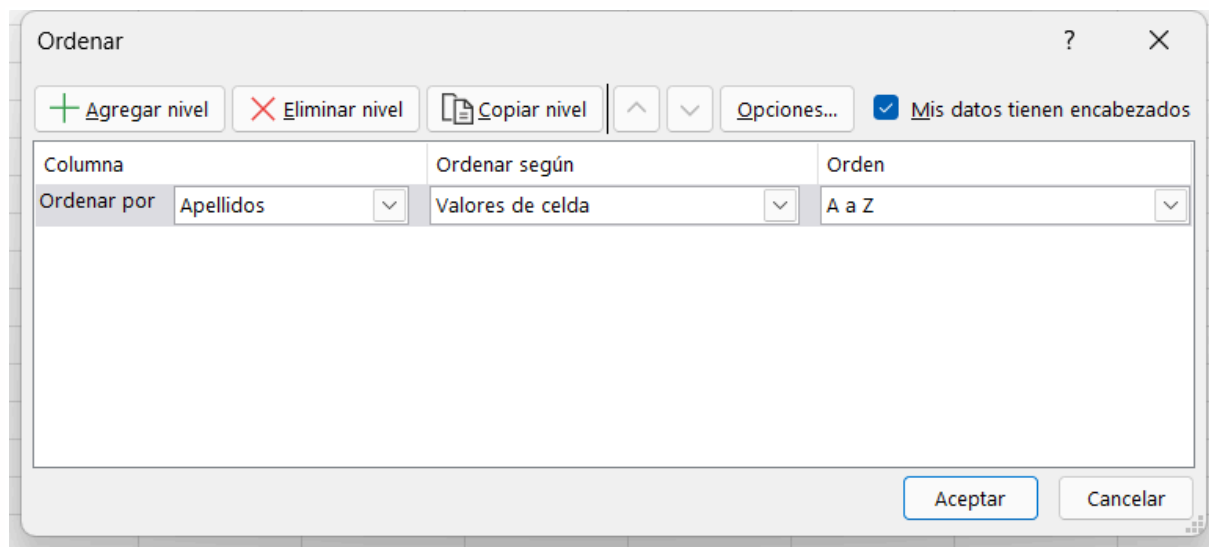 Ordenar ?
Agregar nivel Eliminar nivel Copiar nivel Opciones... Mis datos tienen encabezados
Columna Ordenar según Orden
Ordenar por Apellidos Valores de celda A a Z
Aceptar Cancelar